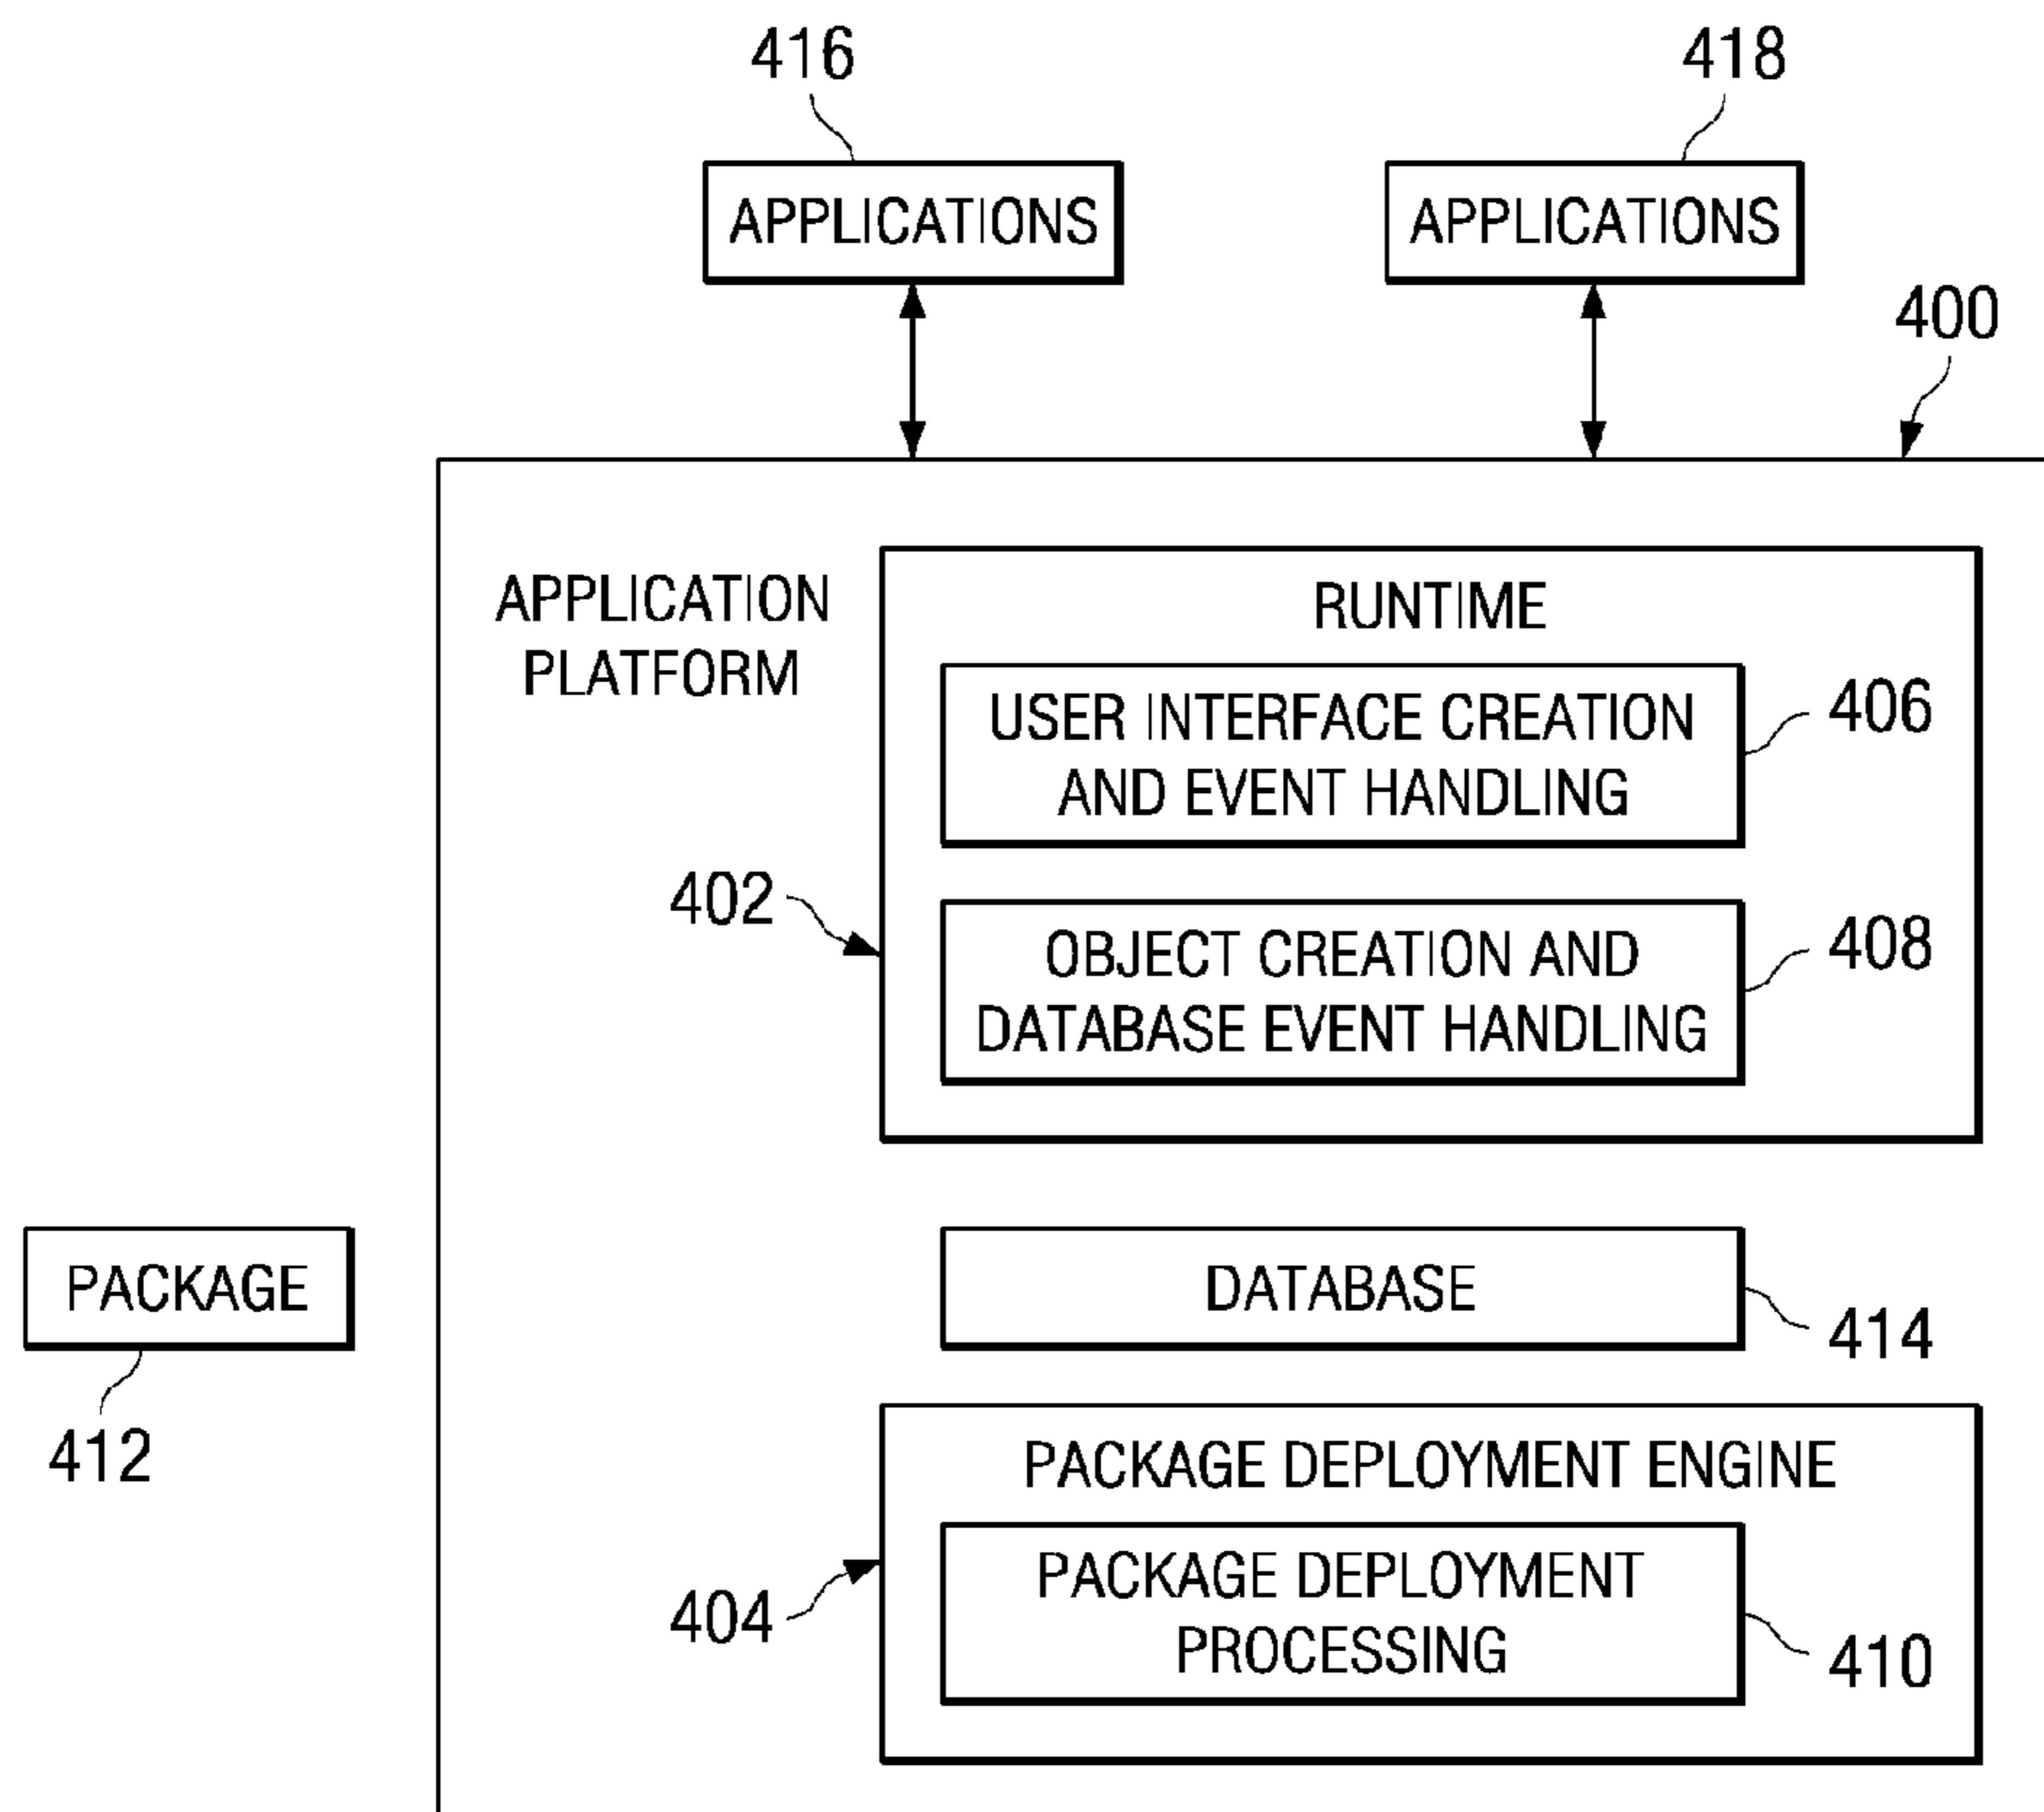 416
418
APPLICATIONS
APPLICATIONS
400
APPLICATION
PLATFORM
RUNTIME
USER INTERFACE CREATION
AND EVENT HANDLING
406
402
OBJECT CREATION AND
DATABASE EVENT HANDLING
408
PACKAGE
412
DATABASE
414
PACKAGE DEPLOYMENT ENGINE
404
PACKAGE DEPLOYMENT
PROCESSING
410